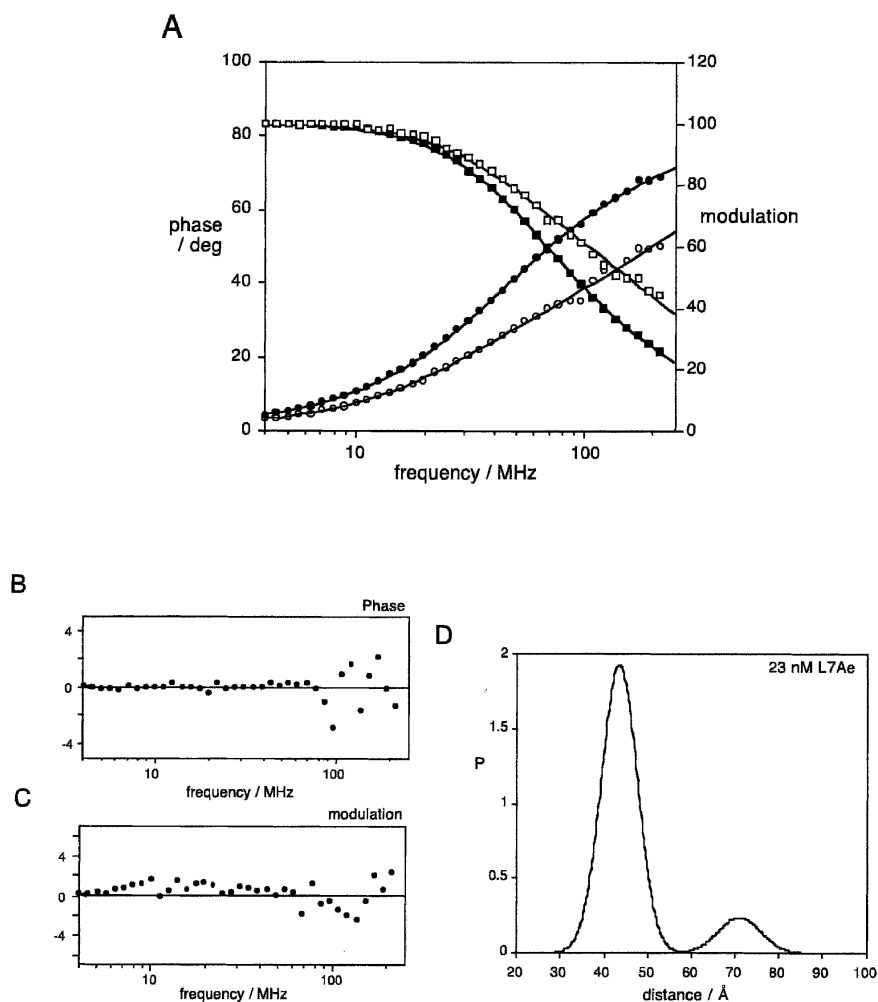 A
100
80
60
40
20
0
phase
/ deg
120
100
80
60
40
20
0
modulation
10
100
frequency / MHz
B
Phase
4
0
-4
10
100
frequency / MHz
C
modulation
4
0
-4
10
100
frequency / MHz
D
23 nM L7Ae
2
1.5
1
0.5
0
P
20 30 40 50 60 70 80 90 100
distance / Å